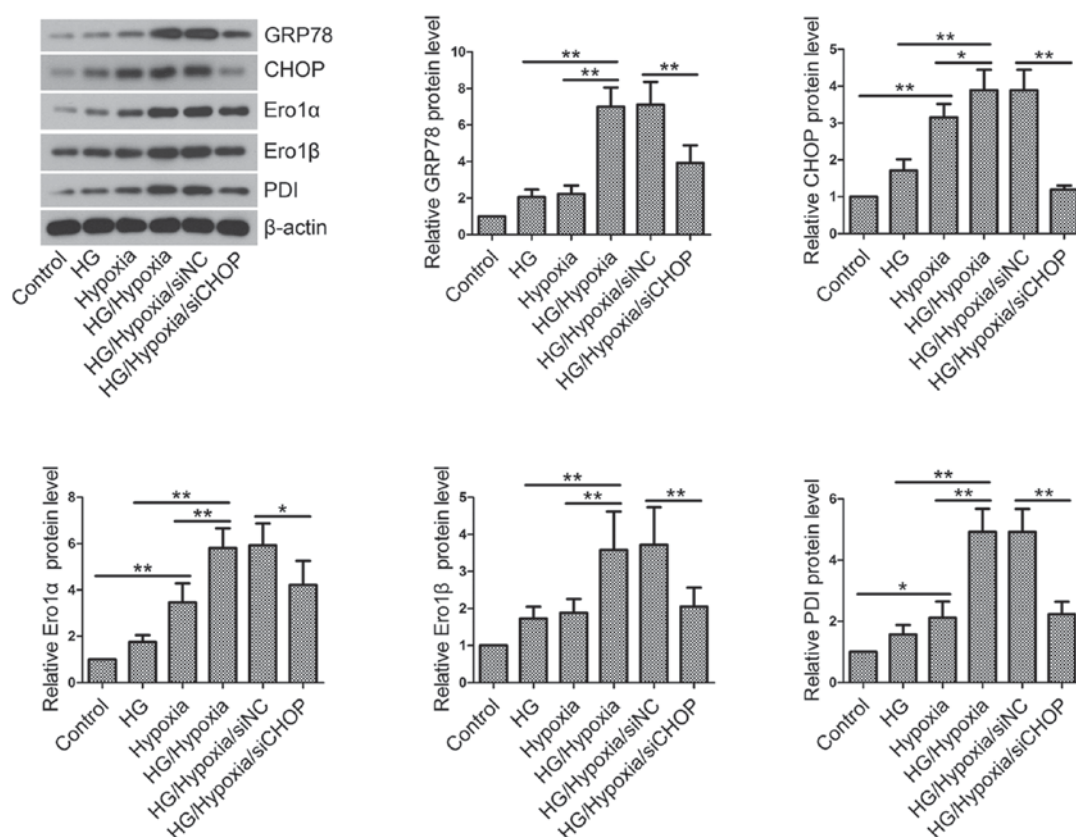 GRP78
CHOP
Ero1α
Ero1β
PDI
β-actin
Control
HG
Hypoxia
HG/Hypoxia
HG/Hypoxia/siNC
HG/Hypoxia/siCHOP
Relative GRP78 protein level
10
8
6
4
2
0
**
**
**
Control
HG
Hypoxia
HG/Hypoxia
HG/Hypoxia/siNC
HG/Hypoxia/siCHOP
Relative CHOP protein level
5
4
3
2
1
0
**
*
**
**
Control
HG
Hypoxia
HG/Hypoxia
HG/Hypoxia/siNC
HG/Hypoxia/siCHOP
Relative Ero1α protein level
8
6
4
2
0
**
**
*
**
Control
HG
Hypoxia
HG/Hypoxia
HG/Hypoxia/siNC
HG/Hypoxia/siCHOP
Relative Ero1β protein level
5
4
3
2
1
0
**
**
**
Control
HG
Hypoxia
HG/Hypoxia
HG/Hypoxia/siNC
HG/Hypoxia/siCHOP
Relative PDI protein level
6
4
2
0
**
**
**
*
Control
HG
Hypoxia
HG/Hypoxia
HG/Hypoxia/siNC
HG/Hypoxia/siCHOP